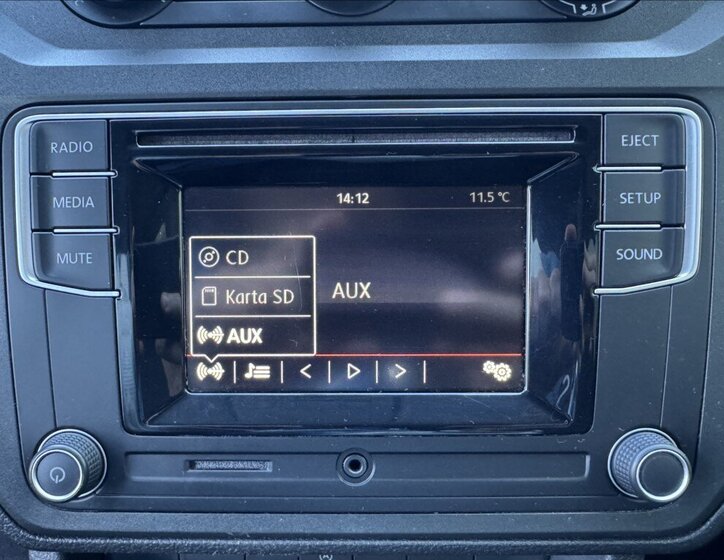 RADIO
MEDIA
MUTE
EJECT
SETUP
SOUND
14:12
11.5 °C
CD
Karta SD
AUX
AUX